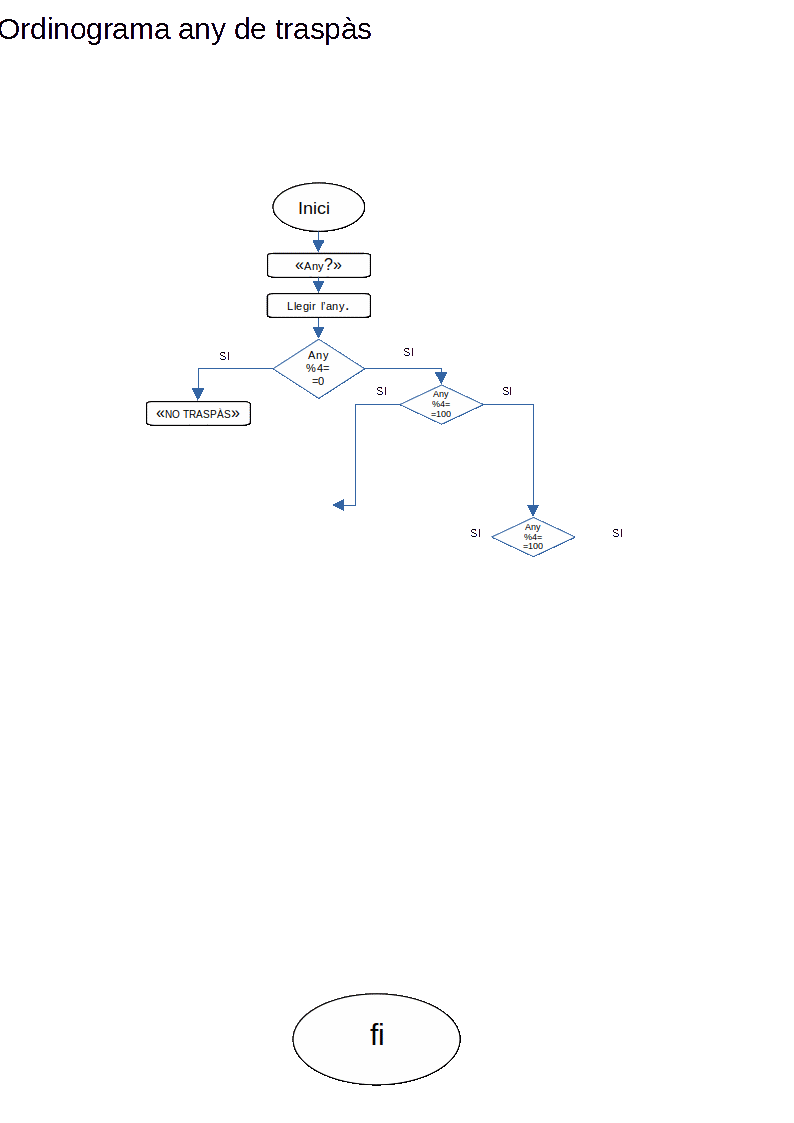 Ordinograma any de traspàs
Inici
«Any?»
Llegir l'any.
SI
SI
Any
%4=
=0
SI
SI
Any
%4=
=100
«NO TRASPÀS»
SI
SI
Any
%4=
=100
fi